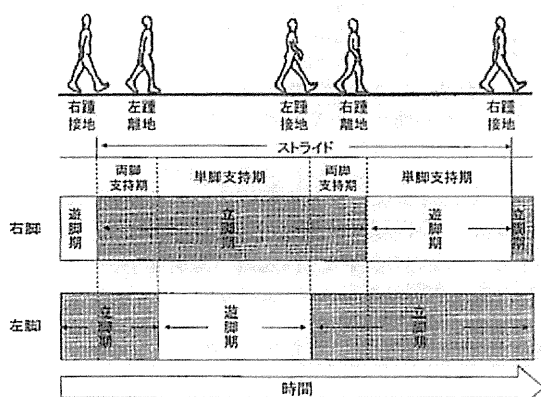 右踵 左踵 左踵 右踵 右踵
接地 離地 接地 離地 接地
ストライド
両脚 単脚支持期 両脚 単脚支持期
支持期 支持期
右脚 遊脚期 立脚期 遊脚期 立脚期
左脚 立脚期 遊脚期 立脚期
時間